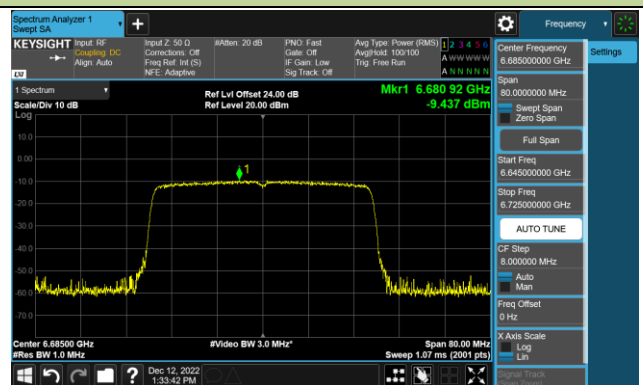 Spectrum Analyzer 1
Swept SA
Frequency
KEYSIGHT
Input: RF
Coupling: DC
Align: Auto
Input Z: 50 Ω
Corrections: Off
Freq Ref: Int (S)
NFE: Adaptive
#Atten: 20 dB
PNO: Fast
Gate: Off
IF Gain: Low
Sig Track: Off
Avg Type: Power (RMS)
Avg|Hold: 100/100
Trig: Free Run
1 2 3 4 5 6
A W W W W W
A N N N N N
LXI
1 Spectrum
Scale/Div 10 dB
Log
Ref Lvl Offset 24.00 dB
Ref Level 20.00 dBm
Mkr1 6.680 92 GHz
-9.437 dBm
1
10.0
0.00
-10.0
-20.0
-30.0
-40.0
-50.0
-60.0
-70.0
Center 6.68500 GHz
#Res BW 1.0 MHz
#Video BW 3.0 MHz*
Span 80.00 MHz
Sweep 1.07 ms (2001 pts)
Dec 12, 2022
1:33:42 PM
Center Frequency
6.685000000 GHz
Settings
Span
80.0000000 MHz
Swept Span
Zero Span
Full Span
Start Freq
6.645000000 GHz
Stop Freq
6.725000000 GHz
AUTO TUNE
CF Step
8.000000 MHz
Auto
Man
Freq Offset
0 Hz
X Axis Scale
Log
Lin
Signal Track